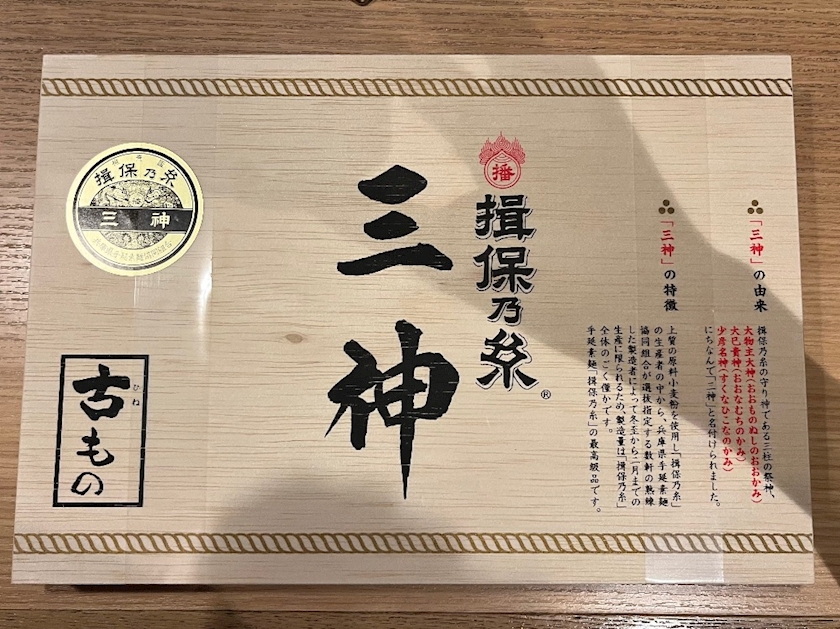 「三神」の由来
揖保乃糸の守り神である三柱の祭神、
大物主大神(おおものぬしのおおかみ)
大己貴神(おおなむちのかみ)
少彦名神(すくなひこなのかみ)
にちなんで「三神」と名付けられました。
「三神」の特徴
上質の原料小麦粉を使用し「揖保乃糸」
の生産者の中から、兵庫県手延素麺
協同組合が選抜指定する数軒の熟練
した製造者によって冬至から二月までの
生産に限られるため、製造量は「揖保乃糸」
全体のごく僅かです。
手延素麺「揖保乃糸」の最高級品です。
播
揖保乃糸®
三神
揖保乃糸
三神
古もの
ひね